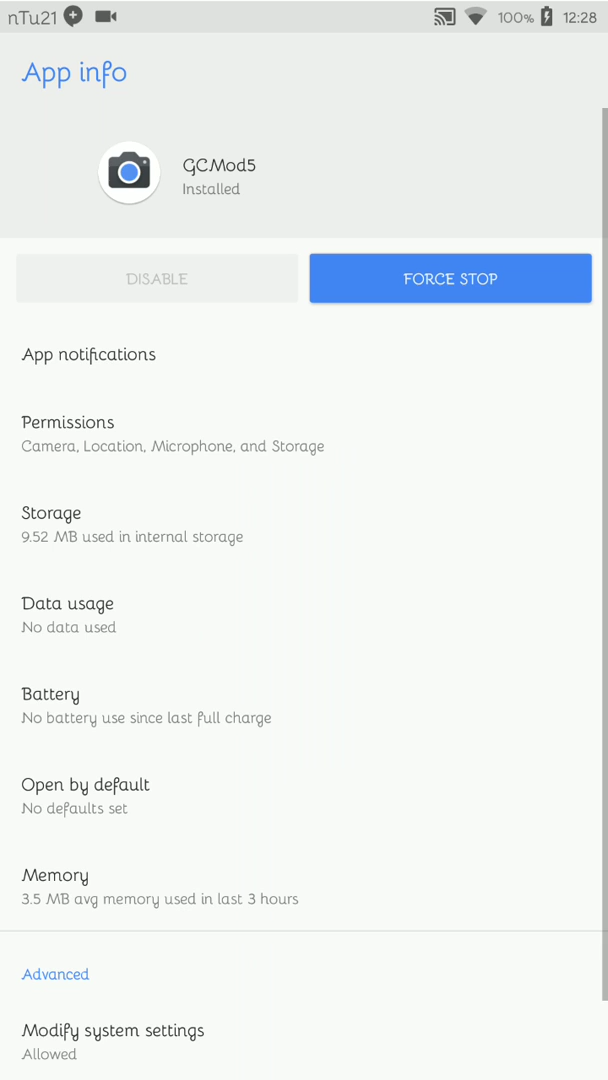 nTu21 100% 12:28
App info
GCMod5
Installed
DISABLE FORCE STOP
App notifications
Permissions
Camera, Location, Microphone, and Storage
Storage
9.52 MB used in internal storage
Data usage
No data used
Battery
No battery use since last full charge
Open by default
No defaults set
Memory
3.5 MB avg memory used in last 3 hours
Advanced
Modify system settings
Allowed